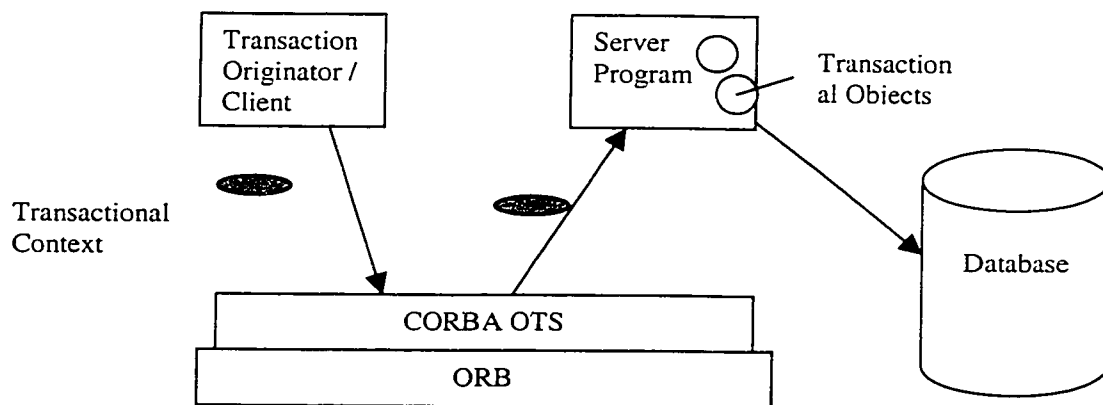 Transaction
Originator /
Client
Server
Program
Transaction
al Objects
Transactional
Context
Database
CORBA OTS
ORB